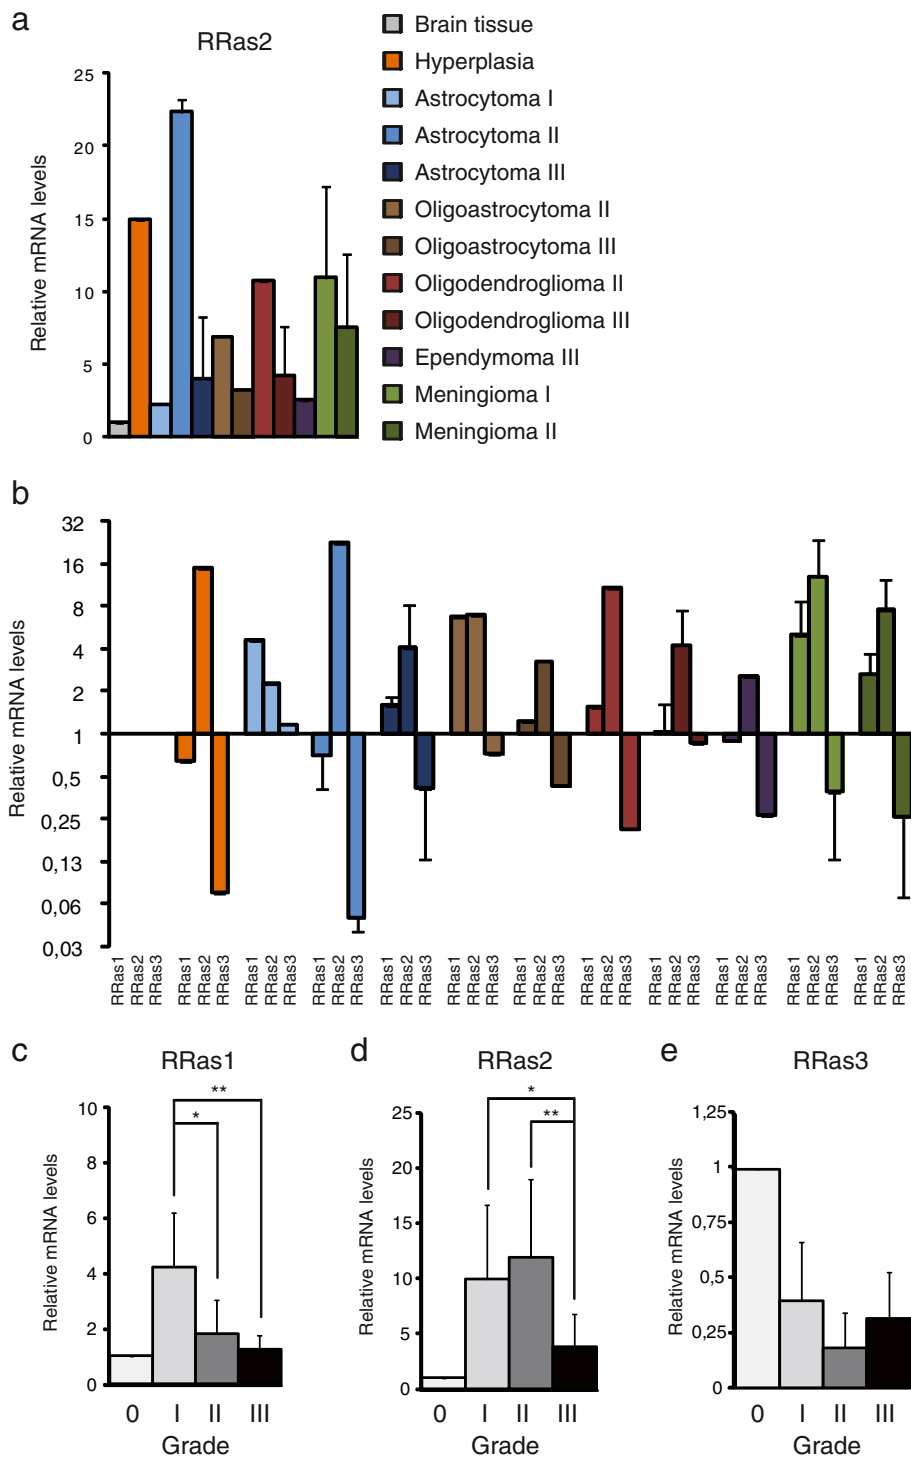 a
RRas2
Relative mRNA levels
25
20
15
10
5
0
Brain tissue
Hyperplasia
Astrocytoma I
Astrocytoma II
Astrocytoma III
Oligoastrocytoma II
Oligoastrocytoma III
Oligodendroglioma II
Oligodendroglioma III
Ependymoma III
Meningioma I
Meningioma II
b
Relative mRNA levels
32
16
8
4
2
1
0,5
0,25
0,13
0,06
0,03
RRas1 RRas2 RRas3 RRas1 RRas2 RRas3 RRas1 RRas2 RRas3 RRas1 RRas2 RRas3 RRas1 RRas2 RRas3 RRas1 RRas2 RRas3 RRas1 RRas2 RRas3 RRas1 RRas2 RRas3 RRas1 RRas2 RRas3 RRas1 RRas2 RRas3 RRas1 RRas2 RRas3 RRas1 RRas2 RRas3
c
RRas1
Relative mRNA levels
10
8
6
4
2
0
**
*
0 I II III
Grade
d
RRas2
Relative mRNA levels
25
20
15
10
5
0
*
**
0 I II III
Grade
e
RRas3
Relative mRNA levels
1,25
1
0,75
0,5
0,25
0
0 I II III
Grade